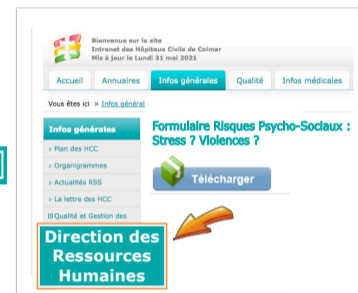 Bienvenue sur le site
Intranet des Hôpitaux Civils de Colmar
Mis à jour le Lundi 31 mai 2021
Accueil Annuaires Infos générales Qualité Infos médicales
Vous êtes ici > Infos général
Infos générales
› Plan des HCC
› Organigrammes
› Actualités RSS
› La lettre des HCC
Qualité et Gestion des
Formulaire Risques Psycho-Sociaux :
Stress ? Violences ?
Télécharger
Direction des
Ressources
Humaines